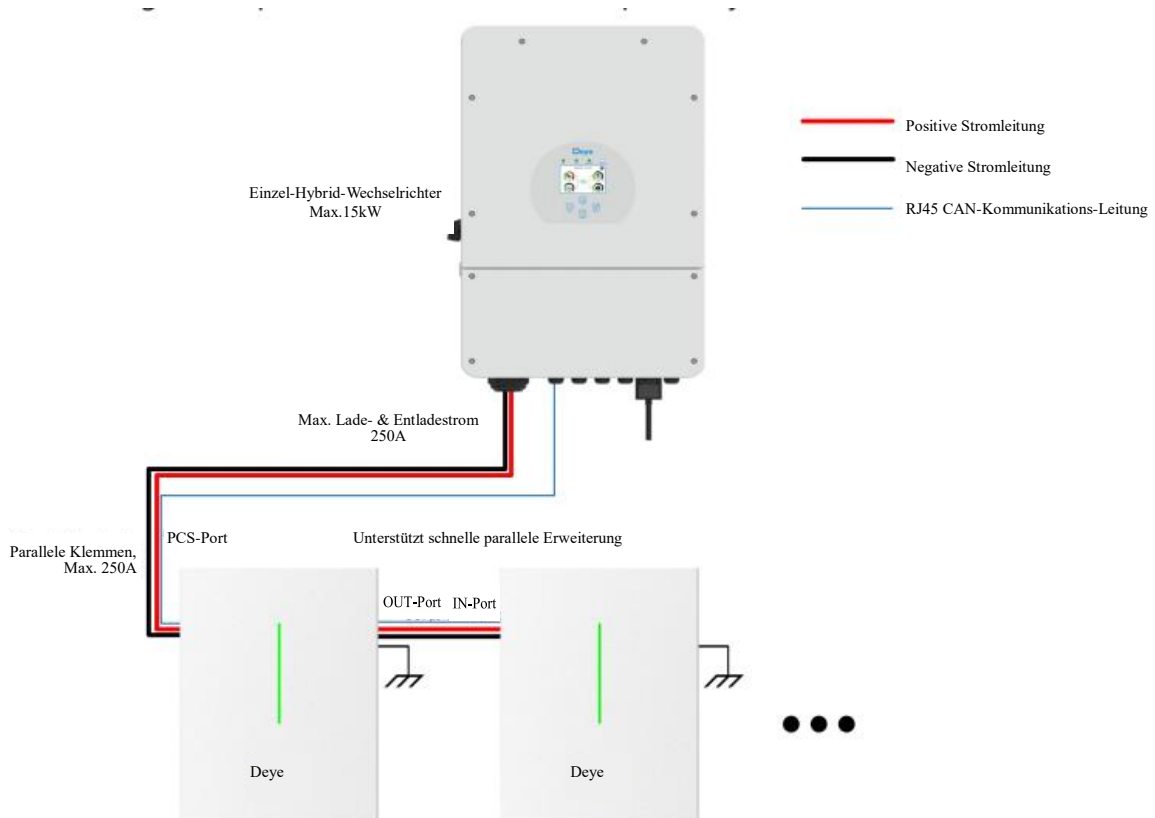 Deye
Einzel-Hybrid-Wechselrichter
Max.15kW
Positive Stromleitung
Negative Stromleitung
RJ45 CAN-Kommunikations-Leitung
Max. Lade- & Entladestrom
250A
PCS-Port
Unterstützt schnelle parallele Erweiterung
Parallele Klemmen,
Max. 250A
OUT-Port
IN-Port
Deye
Deye